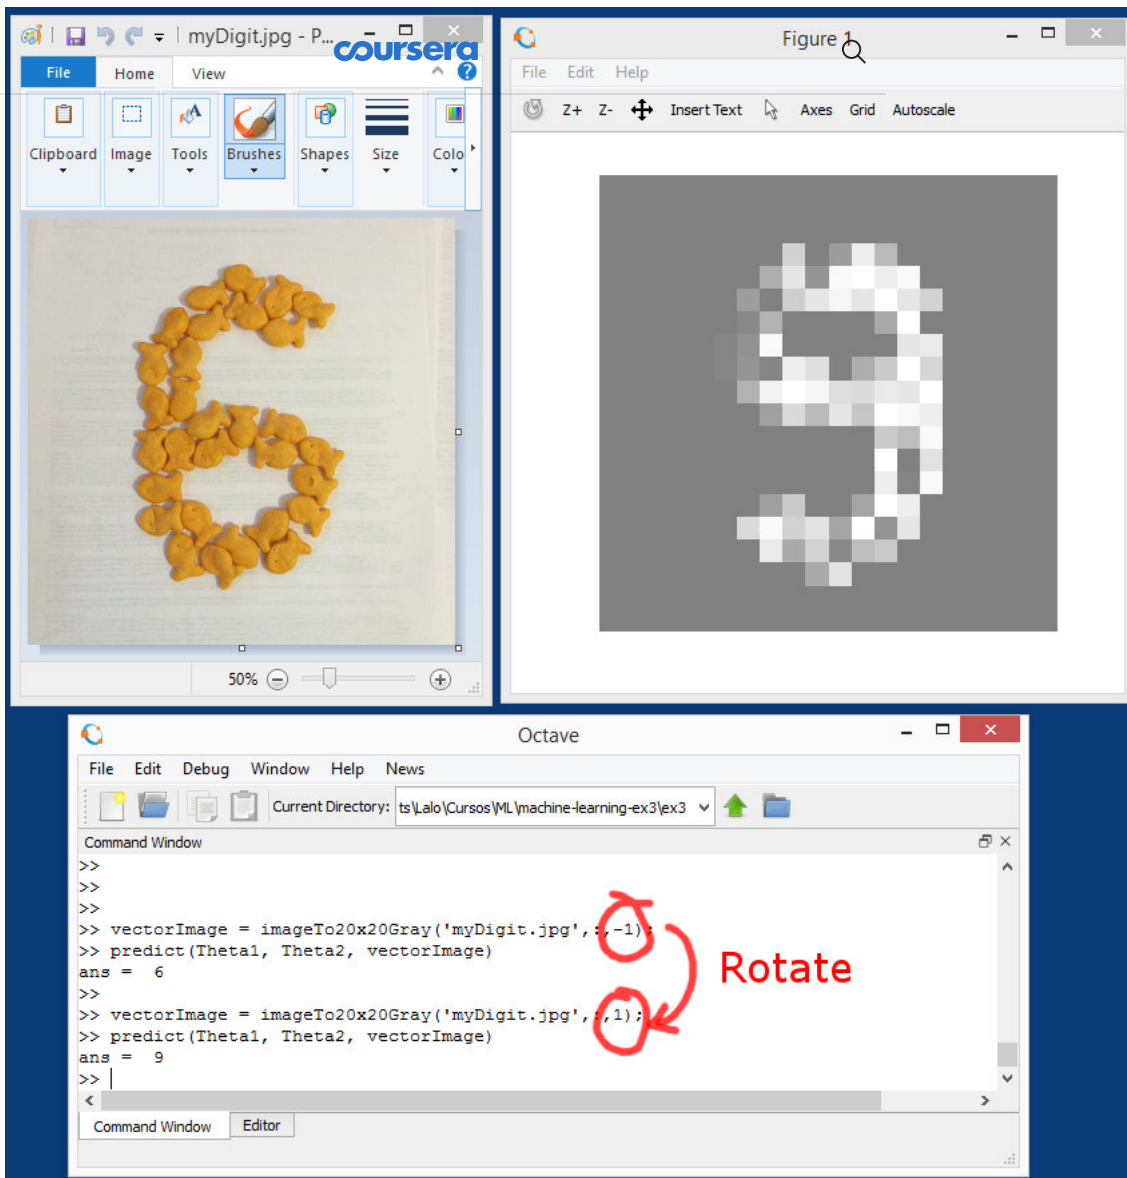 myDigit.jpg - P...
coursera
File Home View
Clipboard Image Tools Brushes Shapes Size Colo
50%
Figure 1
File Edit Help
Z+ Z- Insert Text Axes Grid Autoscale
Octave
File Edit Debug Window Help News
Current Directory: ts\Lalo\Cursos\ML\machine-learning-ex3\ex3
Command Window
>>
>>
>>
>> vectorImage = imageTo20x20Gray('myDigit.jpg',:,-1);
>> predict(Theta1, Theta2, vectorImage)
ans = 6
>>
>> vectorImage = imageTo20x20Gray('myDigit.jpg',:,1);
>> predict(Theta1, Theta2, vectorImage)
ans = 9
>>
Rotate
Command Window Editor